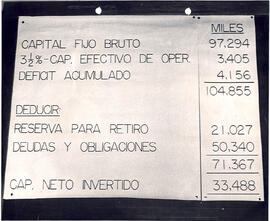 MILES
CAPITAL FIJO BRUTO 97.294
3½%-CAP. EFECTIVO DE OPER. 3.405
DEFICIT ACUMULADO 4.156
104.855
DEDUCIR:
RESERVA PARA RETIRO 21.027
DEUDAS Y OBLIGACIONES 50.340
71.367
CAP. NETO INVERTIDO 33.488